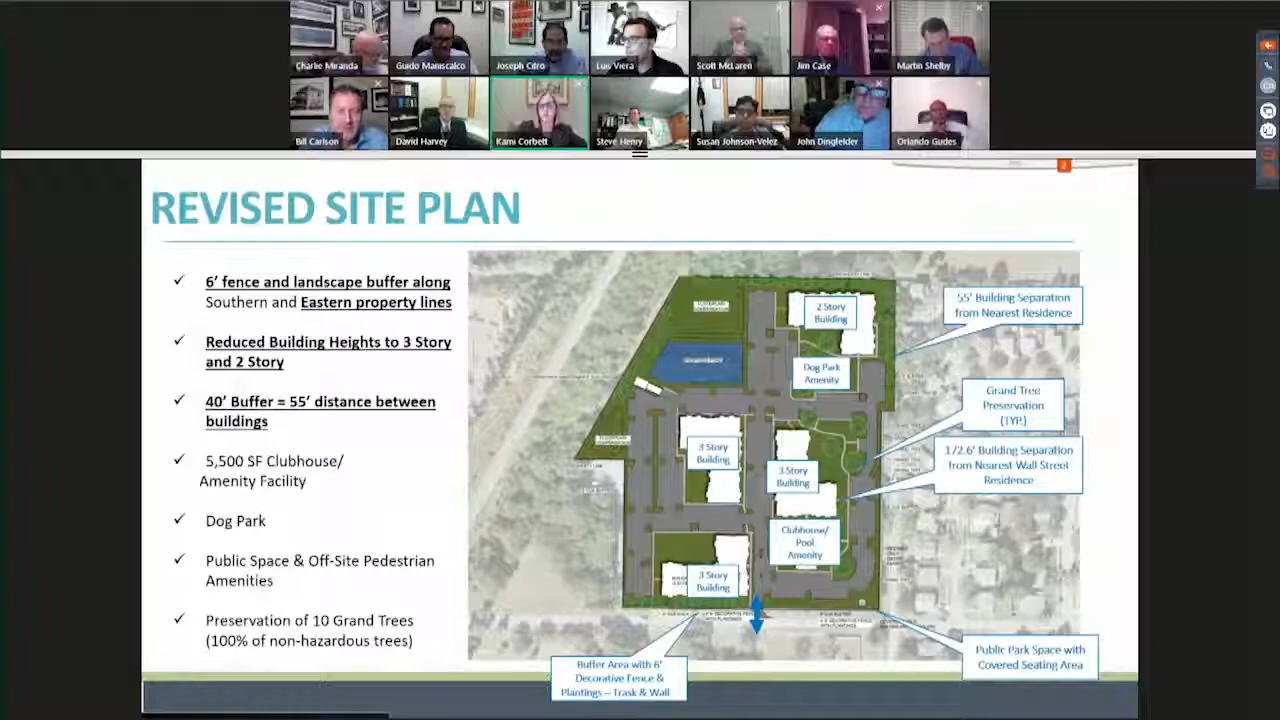 Charlie Miranda
Guido Maniscalco
Joseph Citro
Luis Viera
Scott McLaren
Jim Case
Martin Shelby
Bill Carlson
David Harvey
Kami Corbett
Steve Henry
Susan Johnson-Velez
John Dingfelder
Orlando Gudes
2
REVISED SITE PLAN
✓ 6' fence and landscape buffer along
Southern and Eastern property lines
✓ Reduced Building Heights to 3 Story
and 2 Story
✓ 40' Buffer = 55' distance between
buildings
✓ 5,500 SF Clubhouse/
Amenity Facility
✓ Dog Park
✓ Public Space & Off-Site Pedestrian
Amenities
✓ Preservation of 10 Grand Trees
(100% of non-hazardous trees)
2 Story
Building
55' Building Separation
from Nearest Residence
Dog Park
Amenity
Grand Tree
Preservation
(TYP.)
3 Story
Building
3 Story
Building
172.6' Building Separation
from Nearest Wall Street
Residence
Clubhouse/
Pool
Amenity
3 Story
Building
Public Park Space with
Covered Seating Area
Buffer Area with 6'
Decorative Fence &
Plantings – Trask & Wall